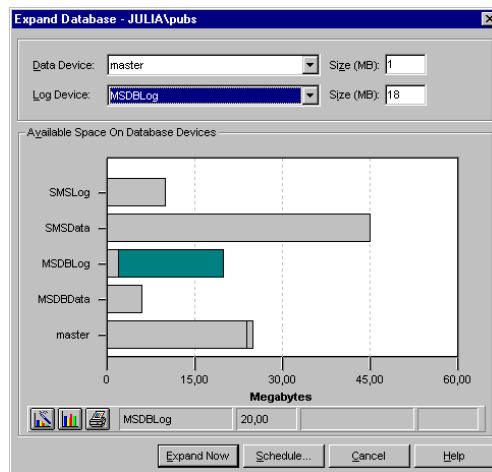 Expand Database - JULIA\pubs
Data Device: master Size (MB): 1
Log Device: MSDBLog Size (MB): 18
Available Space On Database Devices
SMSLog
SMSData
MSDBLog
MSDBData
master
0 15,00 30,00 45,00 60,00
Megabytes
MSDBLog 20,00
Expand Now Schedule... Cancel Help